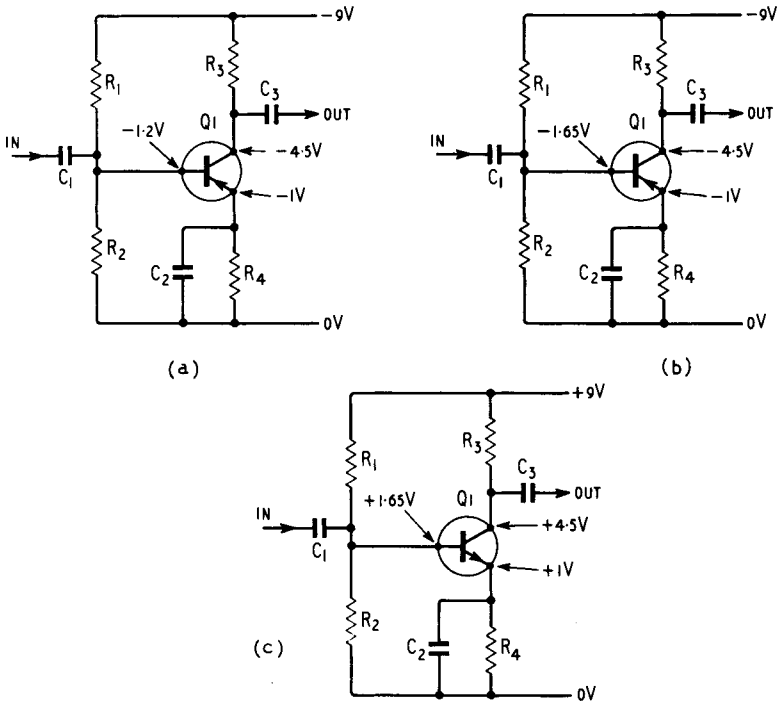 −9V
R1
R3
C3
OUT
−1.2V
Q1
IN
−4.5V
C1
−1V
R2
C2
R4
0V
(a)
−9V
R1
R3
C3
OUT
−1.65V
Q1
IN
−4.5V
C1
−1V
R2
C2
R4
0V
(b)
+9V
R1
R3
C3
OUT
+1.65V
Q1
IN
+4.5V
C1
+1V
R2
C2
R4
0V
(c)